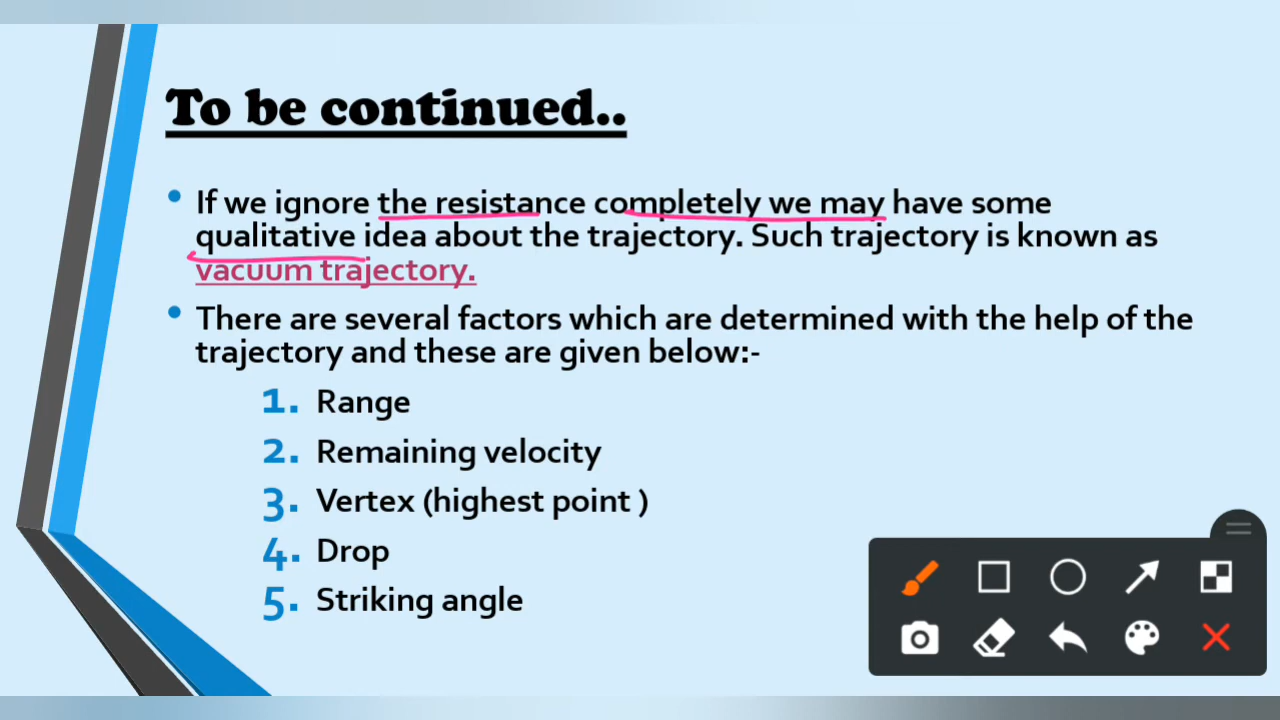 To be continued..
• If we ignore the resistance completely we may have some
qualitative idea about the trajectory. Such trajectory is known as
vacuum trajectory.
• There are several factors which are determined with the help of the
trajectory and these are given below:-
1. Range
2. Remaining velocity
3. Vertex (highest point )
4. Drop
5. Striking angle